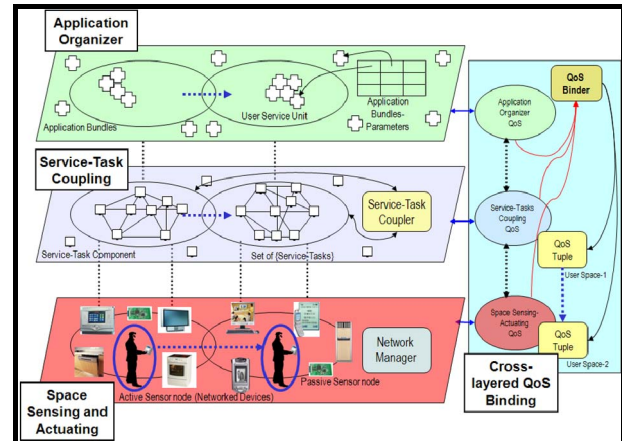 Application
Organizer
Application Bundles
User Service Unit
Application
Bundles-
Parameters
Service-Task
Coupling
Service-Task Component
Set of {Service-Tasks}
Service-Task
Coupler
Space
Sensing and
Actuating
Active Sensor node (Networked Devices)
Passive Sensor node
Network
Manager
QoS
Binder
Application
Organizer
QoS
Service-Tasks
Coupling
QoS
QoS
Tuple
User Space-1
Space Sensing-
Actuating
QoS
QoS
Tuple
User Space-2
Cross-
layered QoS
Binding